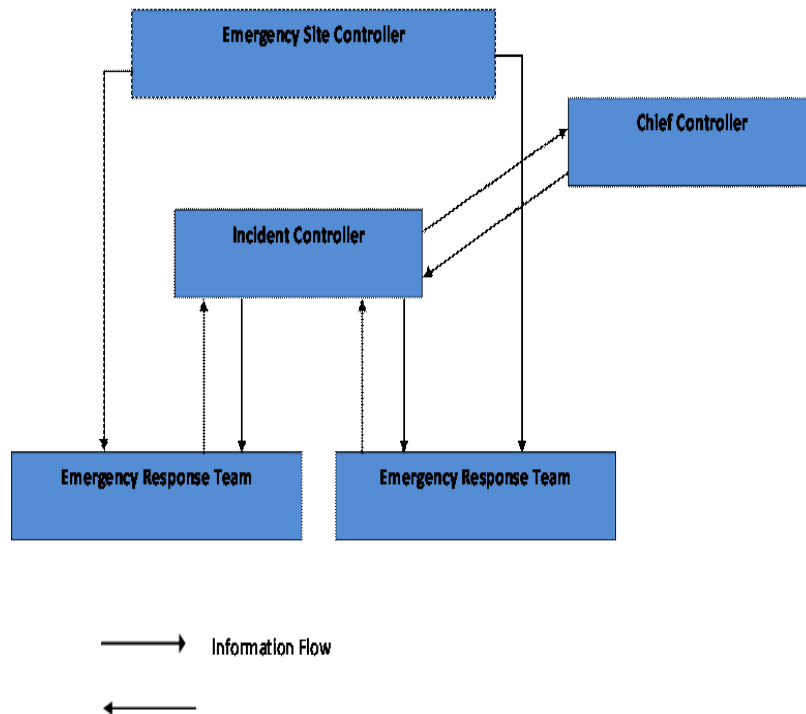 Emergency Site Controller
Chief Controller
Incident Controller
Emergency Response Team
Emergency Response Team
Information Flow